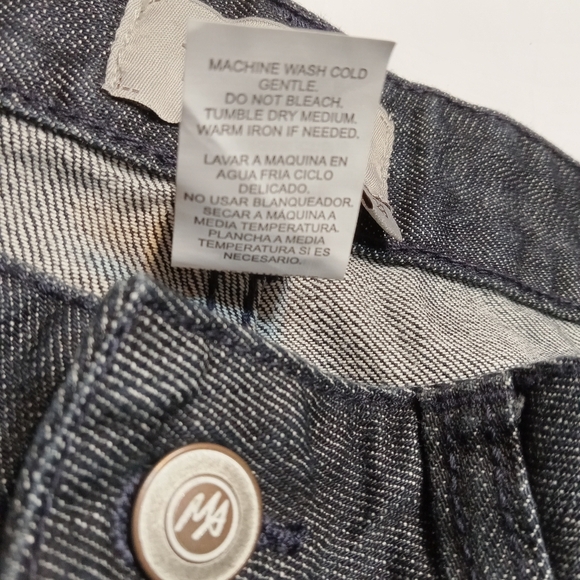 MACHINE WASH COLD
GENTLE.
DO NOT BLEACH.
TUMBLE DRY MEDIUM.
WARM IRON IF NEEDED.
LAVAR A MAQUINA EN
AGUA FRIA CICLO
DELICADO.
NO USAR BLANQUEADOR.
SECAR A MAQUINA A
MEDIA TEMPERATURA.
PLANCHA A MEDIA
TEMPERATURA SI ES
NECESARIO.
MA